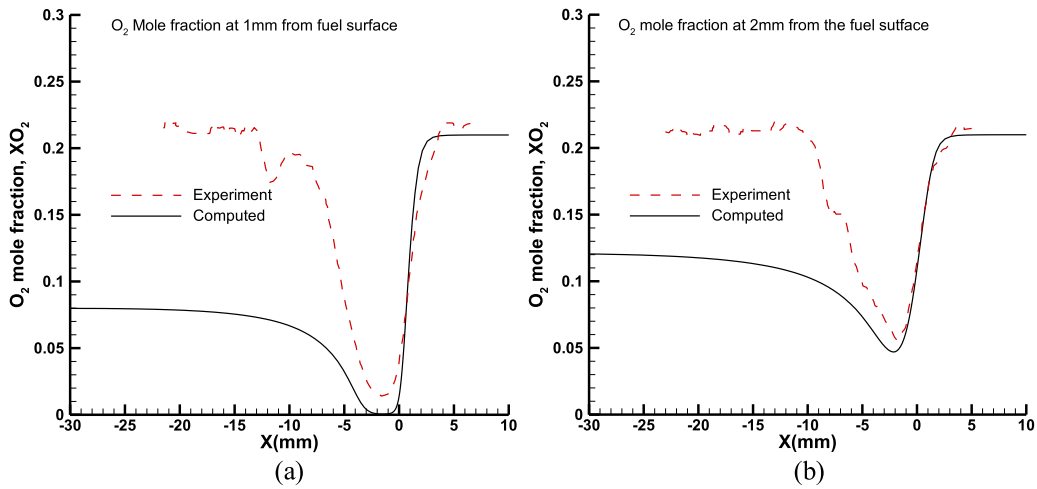 O2 Mole fraction at 1mm from fuel surface
0.3
0.25
0.2
0.15
0.1
0.05
0
O2 mole fraction, XO2
Experiment
Computed
-30 -25 -20 -15 -10 -5 0 5 10
X(mm)
(a)
O2 mole fraction at 2mm from the fuel sutface
0.3
0.25
0.2
0.15
0.1
0.05
0
O2 mole fraction, XO2
Experiment
Computed
-30 -25 -20 -15 -10 -5 0 5 10
X(mm)
(b)